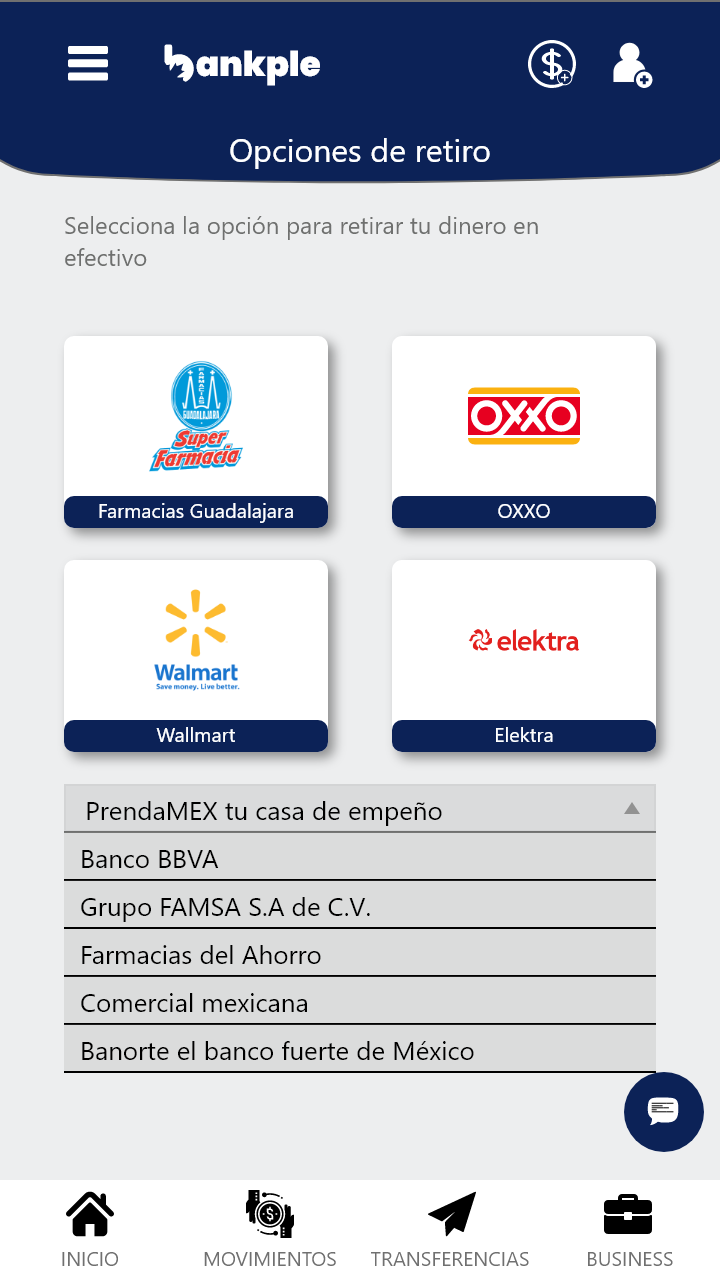 bankple
Opciones de retiro
Selecciona la opción para retirar tu dinero en
efectivo
FARMACIAS
GUADALAJARA
Super
Farmacia
Farmacias Guadalajara
OXXO
OXXO
Walmart
Save money. Live better.
Wallmart
elektra
Elektra
PrendaMEX tu casa de empeño
Banco BBVA
Grupo FAMSA S.A de C.V.
Farmacias del Ahorro
Comercial mexicana
Banorte el banco fuerte de México
INICIO
MOVIMIENTOS
TRANSFERENCIAS
BUSINESS